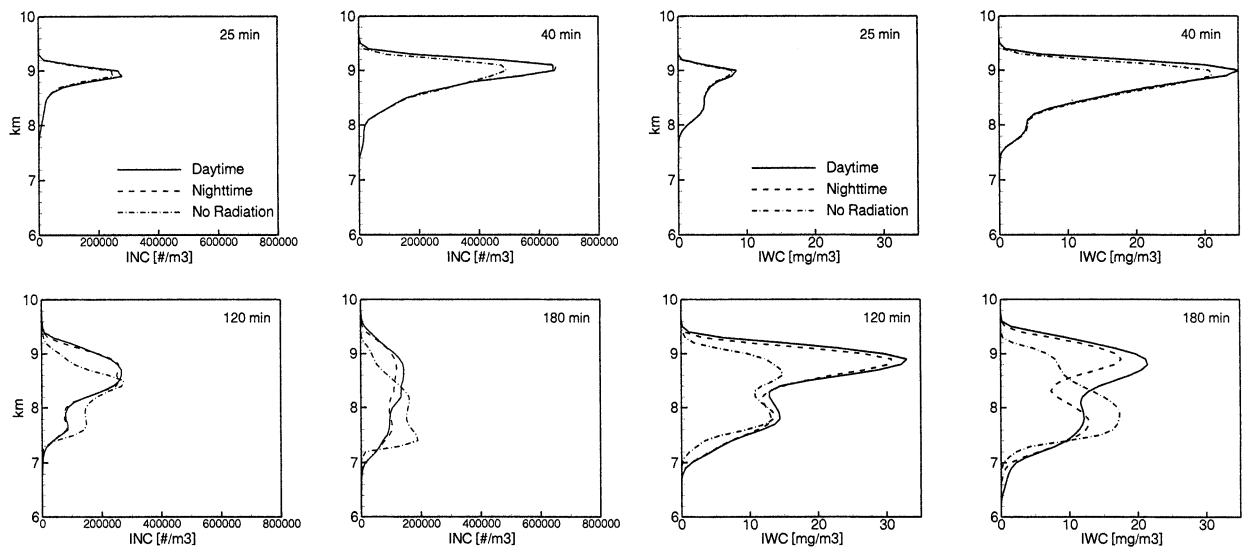 10
25 min
9
8
km
7
6
Daytime
Nighttime
No Radiation
0 200000 400000 600000 800000
INC [#/m3]
10
40 min
9
8
7
6
0 200000 400000 600000 800000
INC [#/m3]
10
25 min
9
8
km
7
6
Daytime
Nighttime
No Radiation
0 10 20 30
IWC [mg/m3]
10
40 min
9
8
7
6
0 10 20 30
IWC [mg/m3]
10
120 min
9
8
km
7
6
0 200000 400000 600000 800000
INC [#/m3]
10
180 min
9
8
7
6
0 200000 400000 600000 800000
INC [#/m3]
10
120 min
9
8
km
7
6
0 10 20 30
IWC [mg/m3]
10
180 min
9
8
7
6
0 10 20 30
IWC [mg/m3]